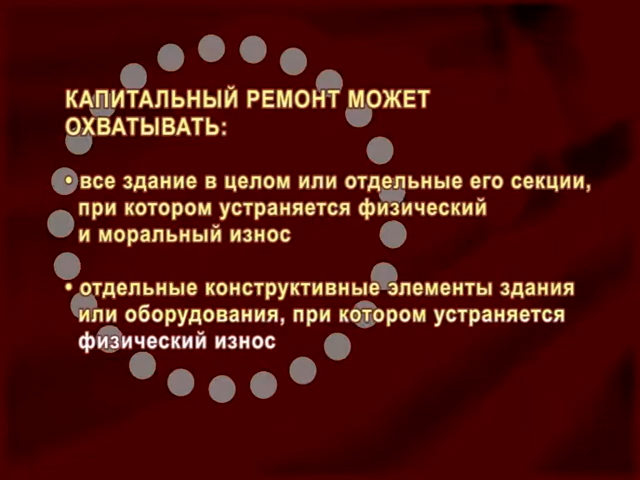 КАПИТАЛЬНЫЙ РЕМОНТ МОЖЕТ
ОХВАТЫВАТЬ:
• все здание в целом или отдельные его секции,
при котором устраняется физический
и моральный износ
• отдельные конструктивные элементы здания
или оборудования, при котором устраняется
физический износ